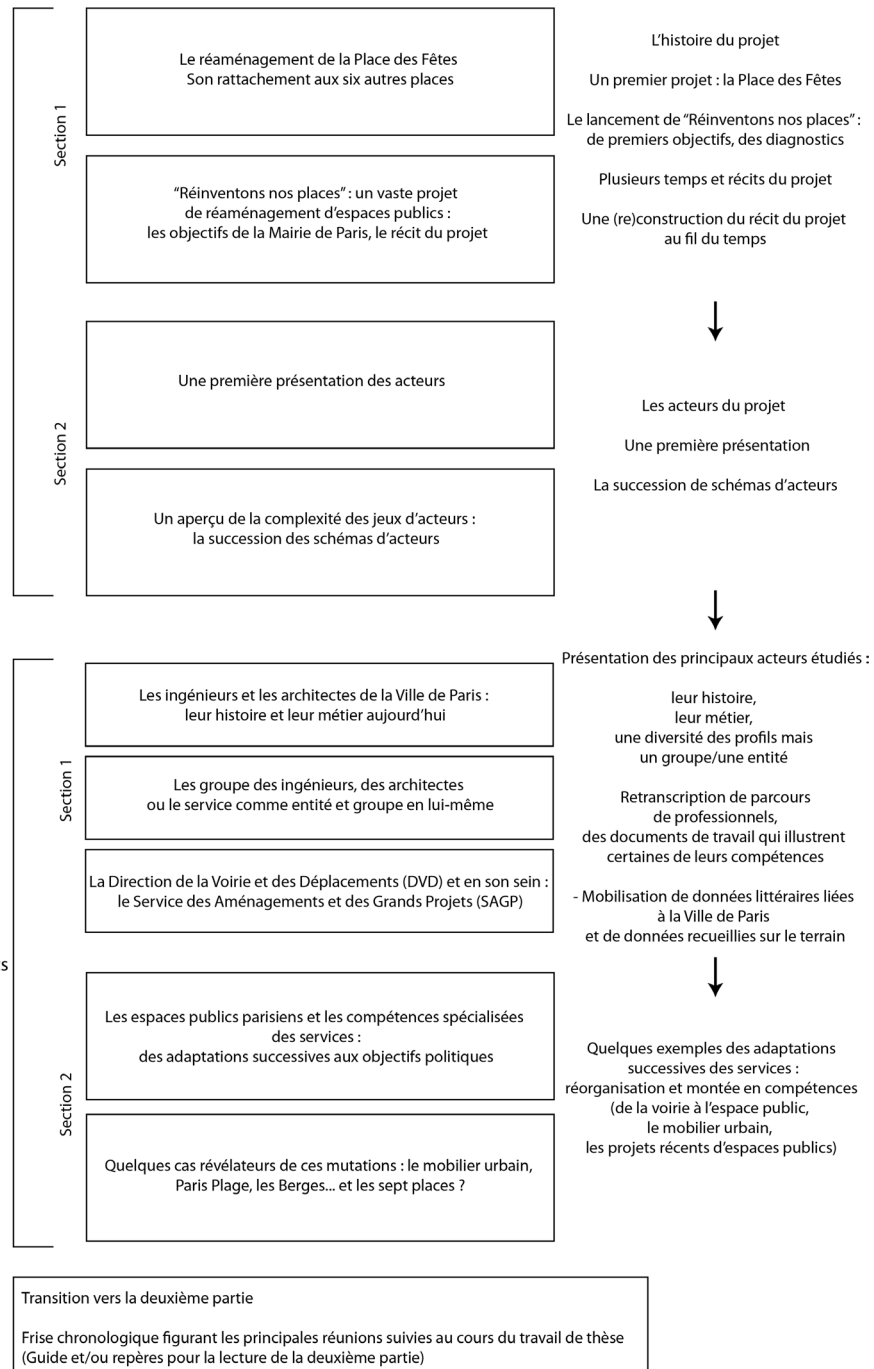 Section 1
Le réaménagement de la Place des Fêtes
Son rattachement aux six autres places
“Réinventons nos places” : un vaste projet
de réaménagement d’espaces publics :
les objectifs de la Mairie de Paris, le récit du projet
L’histoire du projet
Un premier projet : la Place des Fêtes
Le lancement de “Réinventons nos places” :
de premiers objectifs, des diagnostics
Plusieurs temps et récits du projet
Une (re)construction du récit du projet
au fil du temps
Section 2
Une première présentation des acteurs
Un aperçu de la complexité des jeux d’acteurs :
la succession des schémas d’acteurs
Les acteurs du projet
Une première présentation
La succession de schémas d’acteurs
Section 1
Les ingénieurs et les architectes de la Ville de Paris :
leur histoire et leur métier aujourd’hui
Les groupe des ingénieurs, des architectes
ou le service comme entité et groupe en lui-même
La Direction de la Voirie et des Déplacements (DVD) et en son sein :
le Service des Aménagements et des Grands Projets (SAGP)
Présentation des principaux acteurs étudiés :
leur histoire,
leur métier,
une diversité des profils mais
un groupe/une entité
Retranscription de parcours
de professionnels,
des documents de travail qui illustrent
certaines de leurs compétences
- Mobilisation de données littéraires liées
à la Ville de Paris
et de données recueillies sur le terrain
Section 2
Les espaces publics parisiens et les compétences spécialisées
des services :
des adaptations successives aux objectifs politiques
Quelques cas révélateurs de ces mutations : le mobilier urbain,
Paris Plage, les Berges... et les sept places ?
Quelques exemples des adaptations
successives des services :
réorganisation et montée en compétences
(de la voirie à l’espace public,
le mobilier urbain,
les projets récents d’espaces publics)
Transition vers la deuxième partie
Frise chronologique figurant les principales réunions suivies au cours du travail de thèse
(Guide et/ou repères pour la lecture de la deuxième partie)